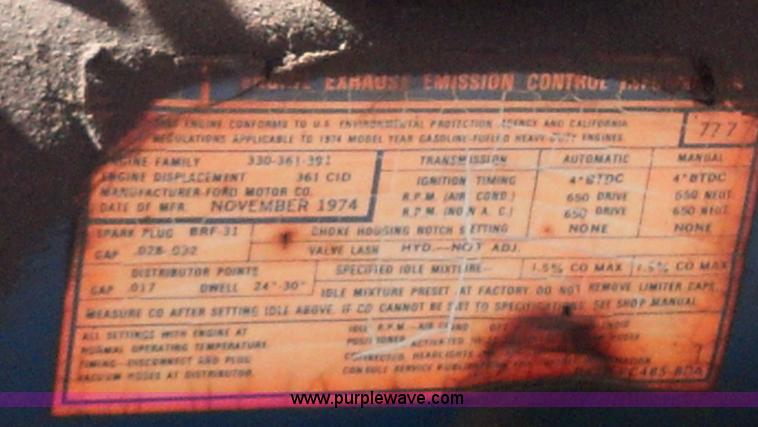 EXHAUST EMISSION CONTROL
ENGINE CONFORMS TO U.S. ENVIRONMENTAL PROTECTION AGENCY AND CALIFORNIA
REGULATIONS APPLICABLE TO 1974 MODEL YEAR GASOLINE-FUELED HEAVY DUTY ENGINES.
777
ENGINE FAMILY 330-361-391
ENGINE DISPLACEMENT 361 CID
MANUFACTURER-FORD MOTOR CO.
DATE OF MFR. NOVEMBER 1974
TRANSMISSION AUTOMATIC MANUAL
IGNITION TIMING 4° BTDC 4° BTDC
R.P.M. (AIR COND.) 650 DRIVE 650 NEUT.
R.P.M. (NO A.C.) 650 DRIVE 650 NEUT.
SPARK PLUG BRF-31 CHOKE HOUSING NOTCH SETTING NONE NONE
GAP .028-.032 VALVE LASH HYD.-NOT ADJ.
DISTRIBUTOR POINTS SPECIFIED IDLE MIXTURE- 1.5% CO MAX 1.5% CO MAX
GAP .017 DWELL 24°-30° IDLE MIXTURE PRESET AT FACTORY DO NOT REMOVE LIMITER CAPS.
MEASURE CO AFTER SETTING IDLE ABOVE. IF CO CANNOT BE SET TO SPECIFICATIONS SEE SHOP MANUAL.
ALL SETTINGS WITH ENGINE AT IDLE R.P.M.-AIR COND
NORMAL OPERATING TEMPERATURE ACTIVATED
TIMING-DISCONNECT AND PLUG CONNECTED. HEADLIGHTS
VACUUM HOSES AT DISTRIBUTOR. CONSULT SERVICE PUBLICATION
www.purplewave.com